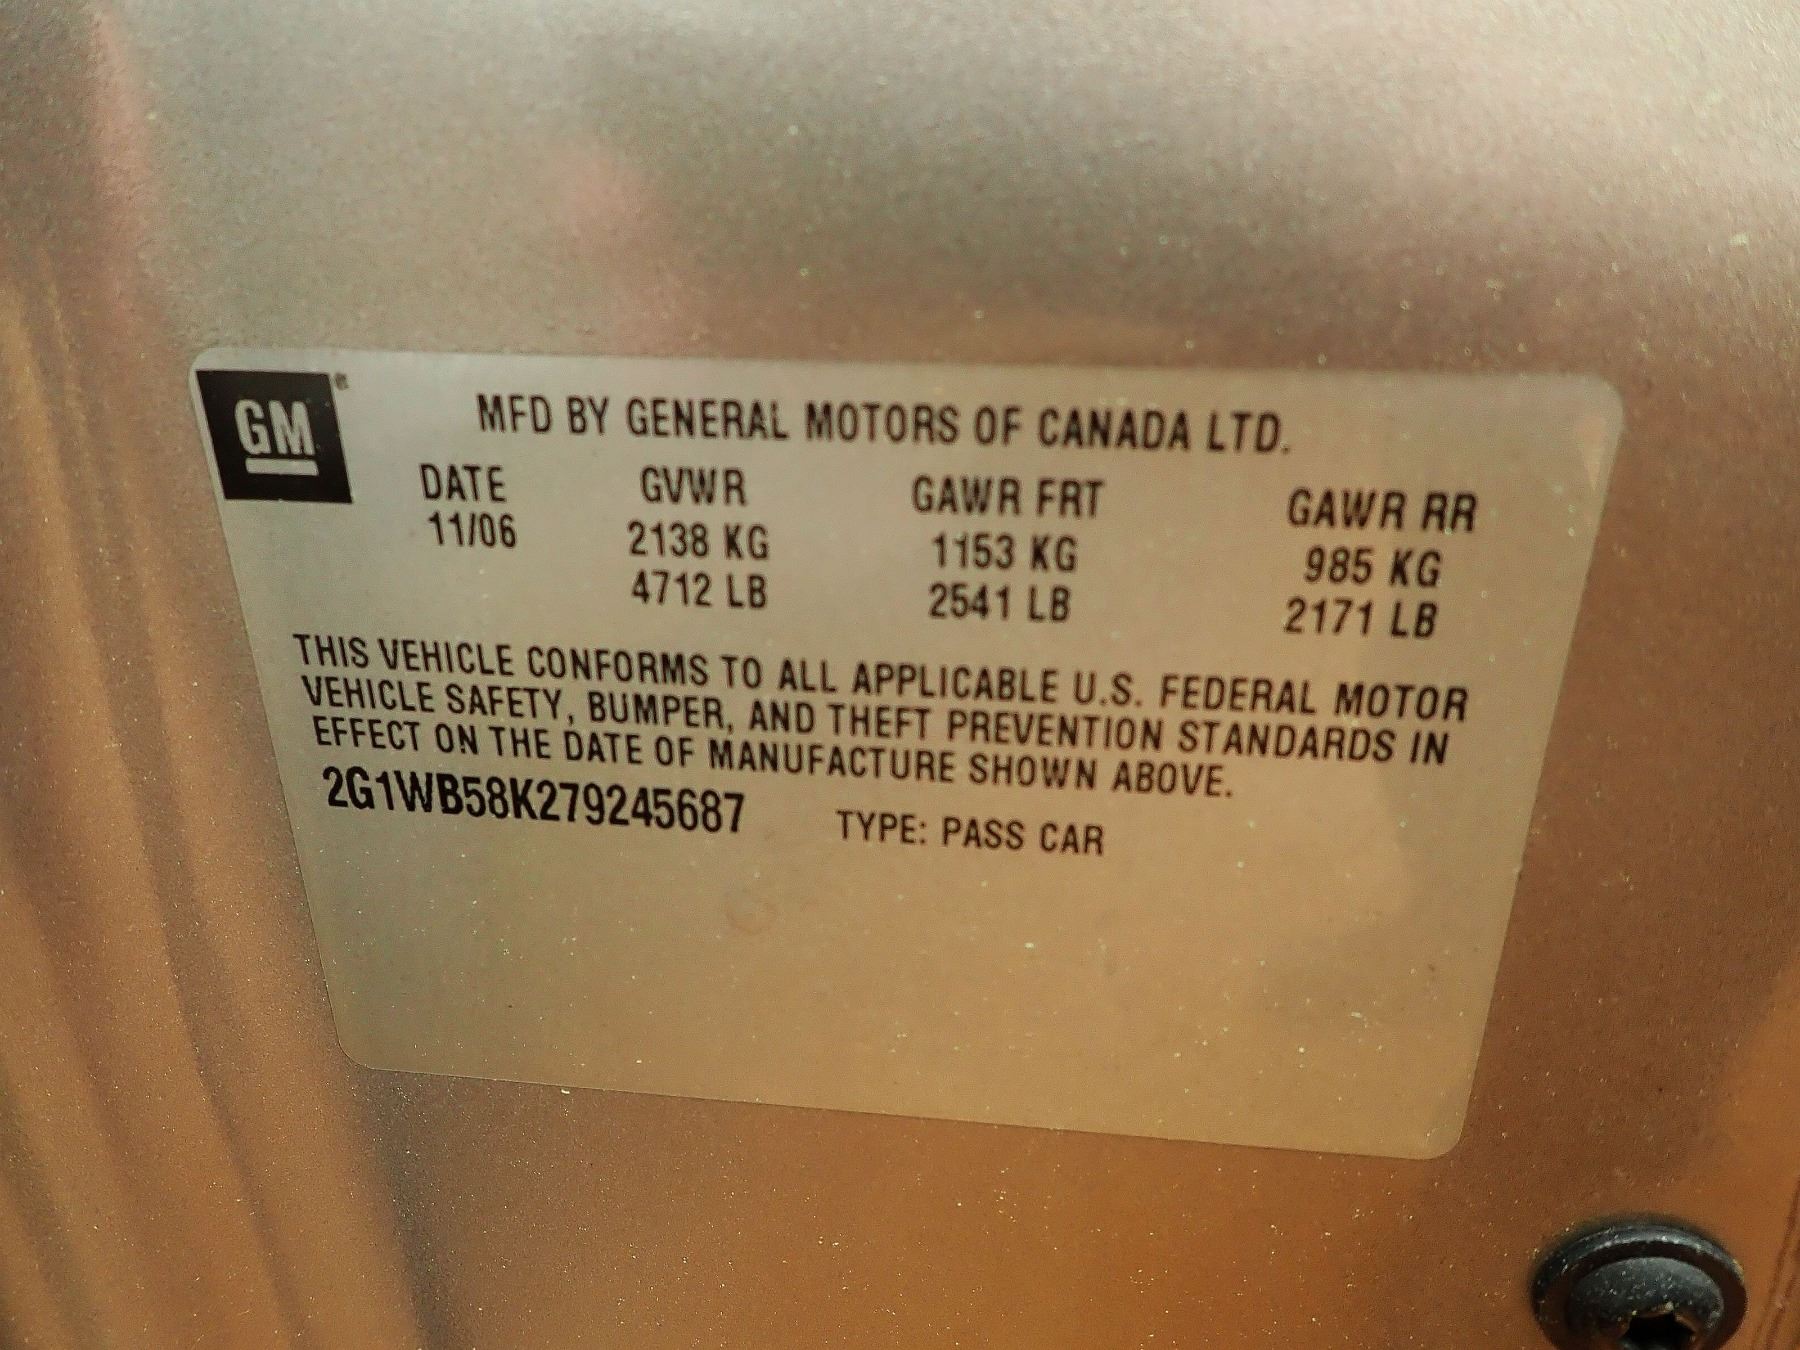 GM®
MFD BY GENERAL MOTORS OF CANADA LTD.
DATE GVWR GAWR FRT GAWR RR
11/06 2138 KG 1153 KG 985 KG
4712 LB 2541 LB 2171 LB
THIS VEHICLE CONFORMS TO ALL APPLICABLE U.S. FEDERAL MOTOR
VEHICLE SAFETY, BUMPER, AND THEFT PREVENTION STANDARDS IN
EFFECT ON THE DATE OF MANUFACTURE SHOWN ABOVE.
2G1WB58K279245687 TYPE: PASS CAR